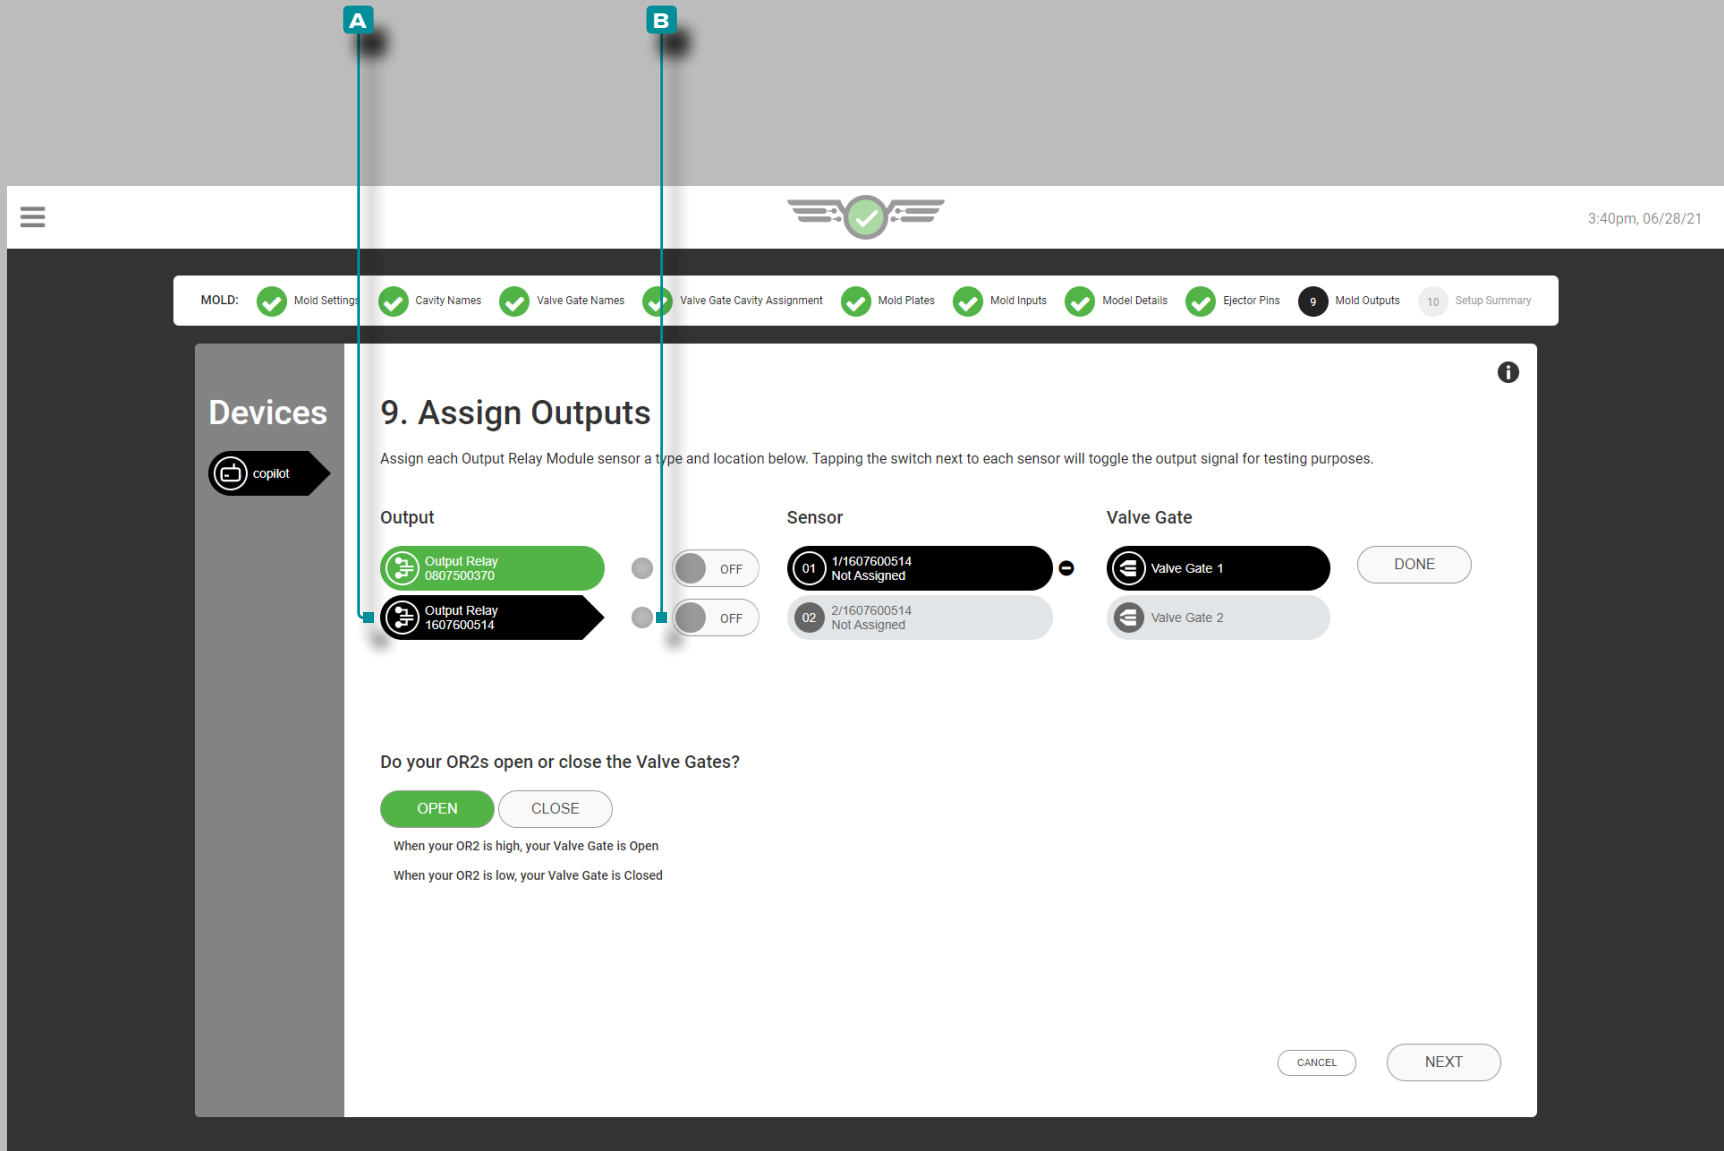 A
B
3:40pm, 06/28/21
MOLD: Mold Settings Cavity Names Valve Gate Names Valve Gate Cavity Assignment Mold Plates Mold Inputs Model Details Ejector Pins 9 Mold Outputs 10 Setup Summary
Devices
copilot
9. Assign Outputs
Assign each Output Relay Module sensor a type and location below. Tapping the switch next to each sensor will toggle the output signal for testing purposes.
Output
Sensor
Valve Gate
Output Relay
0807500370
OFF
01
1/1607600514
Not Assigned
Valve Gate 1
DONE
Output Relay
1607600514
OFF
02
2/1607600514
Not Assigned
Valve Gate 2
Do your OR2s open or close the Valve Gates?
OPEN
CLOSE
When your OR2 is high, your Valve Gate is Open
When your OR2 is low, your Valve Gate is Closed
CANCEL
NEXT